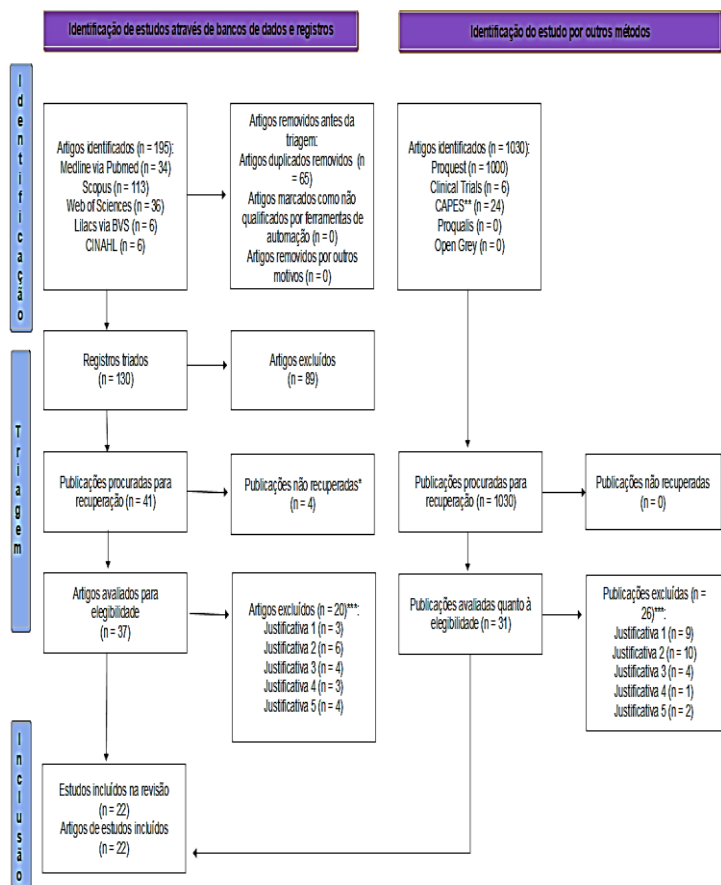 Identificação de estudos através de bancos de dados e registros
Identificação do estudo por outros métodos
Identificação
Artigos identificados (n = 195):
Medline via Pubmed (n = 34)
Scopus (n = 113)
Web of Sciences (n = 36)
Lilacs via BVS (n = 6)
CINAHL (n = 6)
Artigos removidos antes da
triagem:
Artigos duplicados removidos (n
= 65)
Artigos marcados como não
qualificados por ferramentas de
automação (n = 0)
Artigos removidos por outros
motivos (n = 0)
Artigos identificados (n = 1030):
Proquest (n = 1000)
Clinical Trials (n = 6)
CAPES** (n = 24)
Proqualis (n = 0)
Open Grey (n = 0)
Triagem
Registros triados
(n = 130)
Artigos excluídos
(n = 89)
Publicações procuradas para
recuperação (n = 41)
Publicações não recuperadas*
(n = 4)
Publicações procuradas para
recuperação (n = 1030)
Publicações não recuperadas
(n = 0)
Artigos avaliados para
elegibilidade
(n = 37)
Artigos excluídos (n = 20)***:
Justificativa 1 (n = 3)
Justificativa 2 (n = 6)
Justificativa 3 (n = 4)
Justificativa 4 (n = 3)
Justificativa 5 (n = 4)
Publicações avaliadas quanto à
elegibilidade (n = 31)
Publicações excluídas (n =
26)***:
Justificativa 1 (n = 9)
Justificativa 2 (n = 10)
Justificativa 3 (n = 4)
Justificativa 4 (n = 1)
Justificativa 5 (n = 2)
Inclusão
Estudos incluídos na revisão
(n = 22)
Artigos de estudos incluídos
(n = 22)